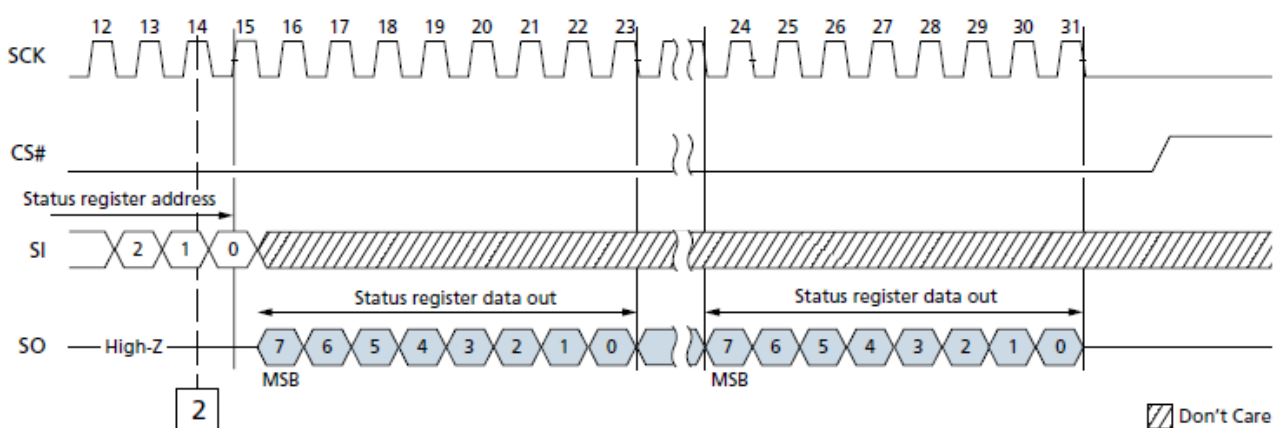 12 13 14 15 16 17 18 19 20 21 22 23 24 25 26 27 28 29 30 31
SCK
CS#
Status register address
SI 2 1 0
Status register data out Status register data out
SO High-Z 7 6 5 4 3 2 1 0 7 6 5 4 3 2 1 0
MSB MSB
2
Don't Care